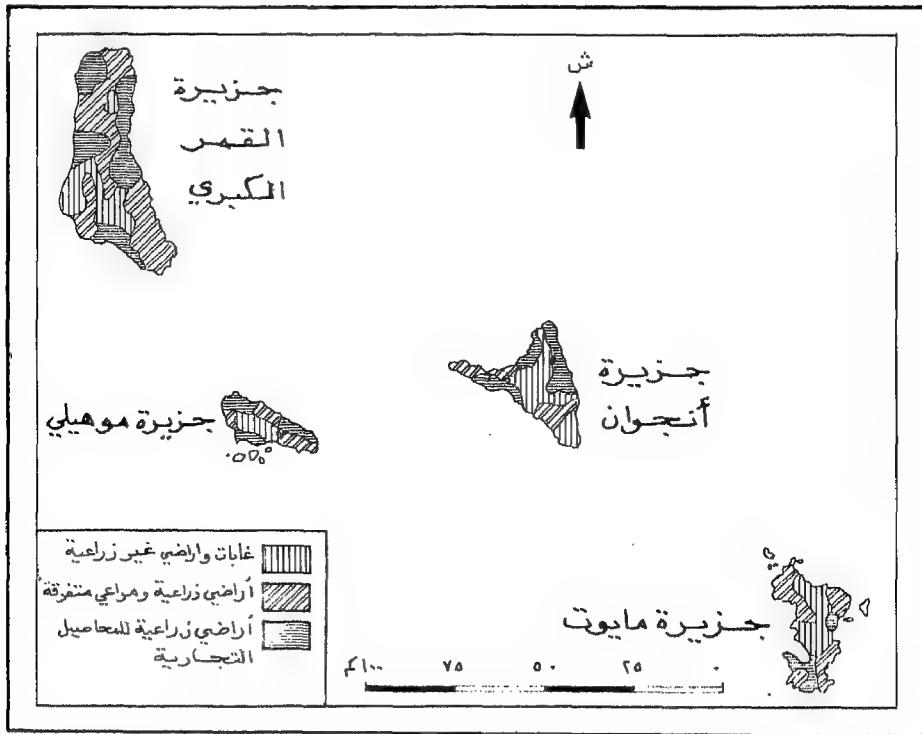 ش
جزيرة
القمر
الكبري
جزيرة
أنجوان
جزيرة موهيلي
جزيرة مايوت
غابات واراضي غير زراعية
أراضي زراعية ومراعي متفرقة
أراضي زراعية للمحاصيل
التجارية
١٠٠كم ٧٥ ٥٠ ٢٥ ٠